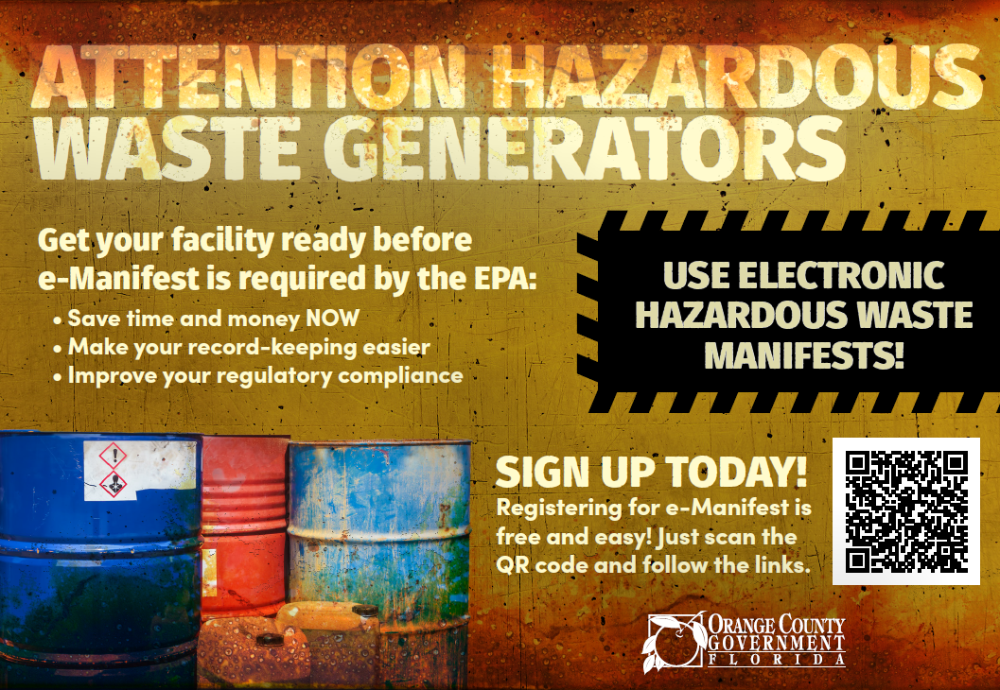 ATTENTION HAZARDOUS
WASTE GENERATORS
Get your facility ready before
e-Manifest is required by the EPA:
• Save time and money NOW
• Make your record-keeping easier
• Improve your regulatory compliance
USE ELECTRONIC
HAZARDOUS WASTE
MANIFESTS!
SIGN UP TODAY!
Registering for e-Manifest is
free and easy! Just scan the
QR code and follow the links.
ORANGE COUNTY
GOVERNMENT
FLORIDA